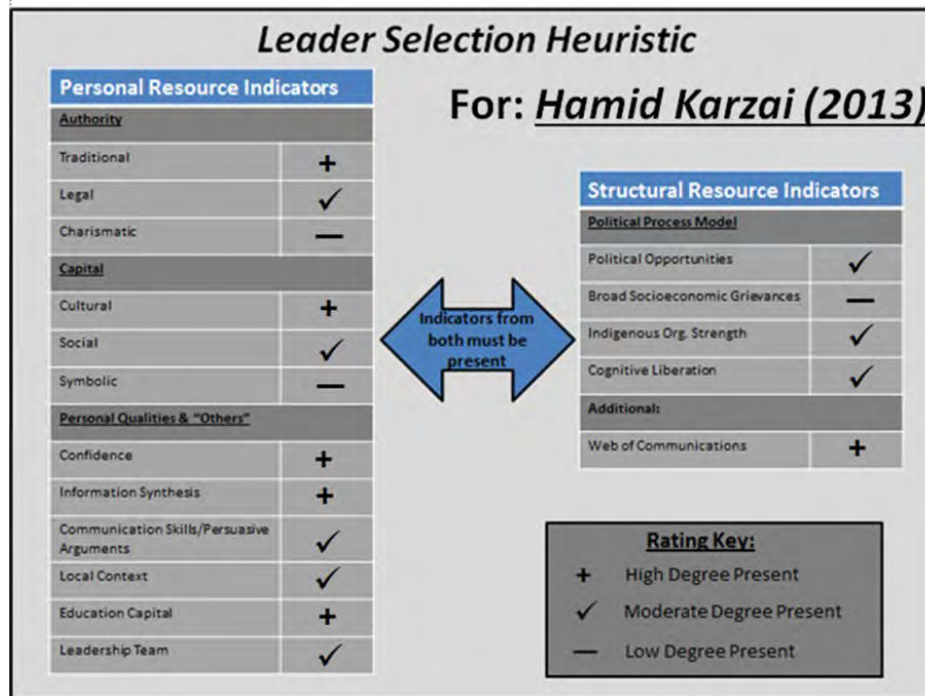 Leader Selection Heuristic
For: Hamid Karzai (2013)
Personal Resource Indicators
Authority
Traditional +
Legal ✓
Charismatic —
Capital
Cultural +
Social ✓
Symbolic —
Personal Qualities & "Others"
Confidence +
Information Synthesis +
Communication Skills/Persuasive
Arguments ✓
Local Context ✓
Education Capital +
Leadership Team ✓
Indicators from
both must be
present
Structural Resource Indicators
Political Process Model
Political Opportunities ✓
Broad Socioeconomic Grievances —
Indigenous Org. Strength ✓
Cognitive Liberation ✓
Additional:
Web of Communications +
Rating Key:
+ High Degree Present
✓ Moderate Degree Present
— Low Degree Present